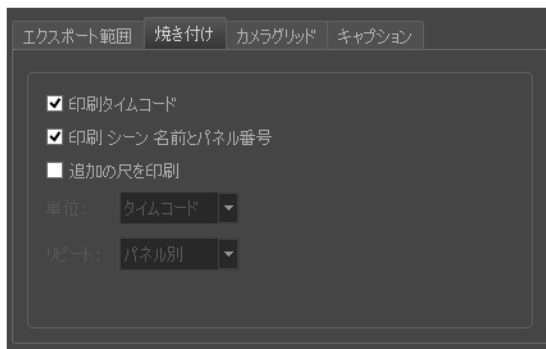 エクスポート範囲 焼き付け カメラグリッド キャプション
印刷タイムコード
印刷 シーン 名前とパネル番号
追加の尺を印刷
単位: タイムコード
リピート: パネル別